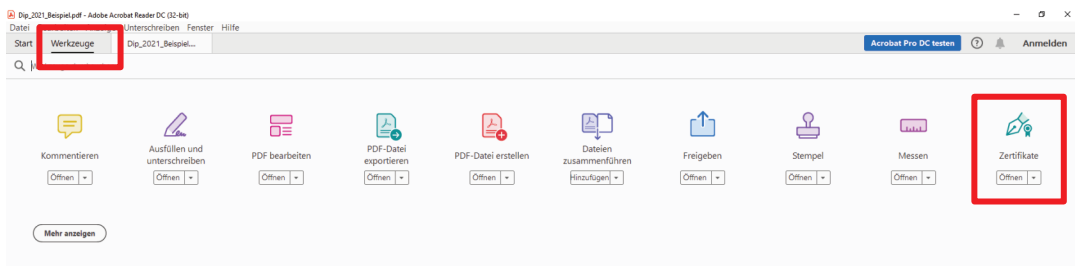 Dip_2021_Beispiel.pdf - Adobe Acrobat Reader DC (32-bit)
Datei Unterschreiben Fenster Hilfe
Start Werkzeuge Dip_2021_Beispiel.... Acrobat Pro DC testen Anmelden
Kommentieren
Öffnen
Ausfüllen und
unterschreiben
Öffnen
PDF bearbeiten
Öffnen
PDF-Datei
exportieren
Öffnen
PDF-Datei erstellen
Öffnen
Dateien
zusammenführen
Hinzufügen
Freigeben
Öffnen
Stempel
Öffnen
Messen
Öffnen
Zertifikate
Öffnen
Mehr anzeigen